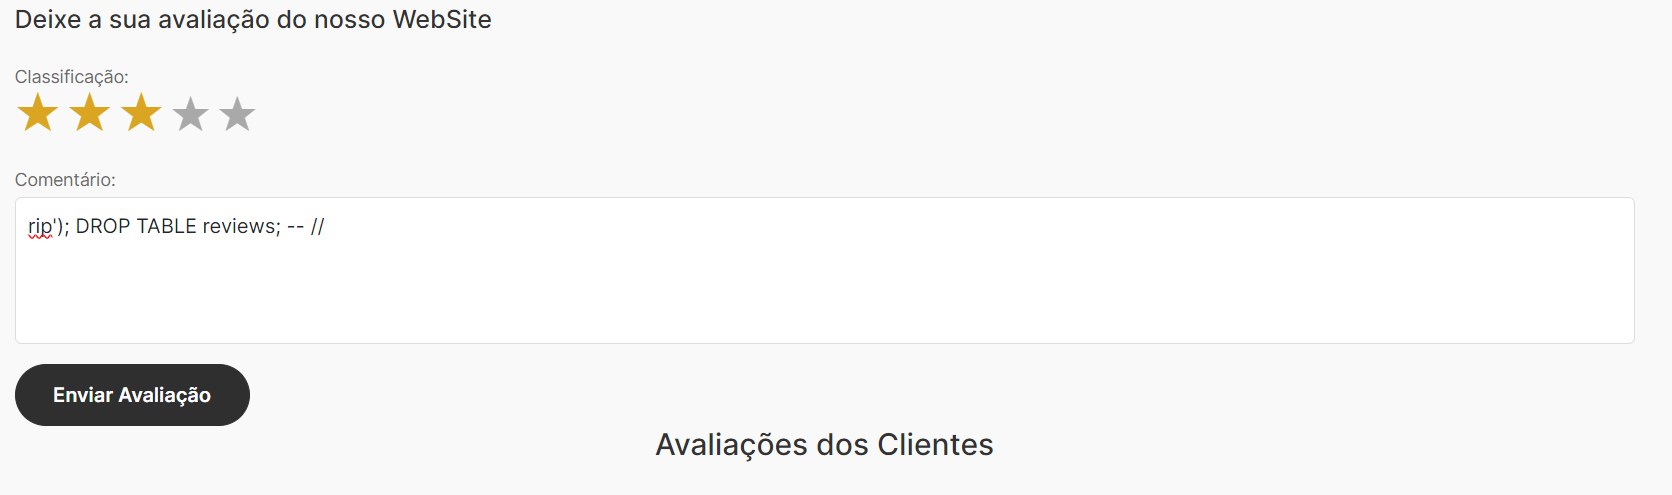 Deixe a sua avaliação do nosso WebSite
Classificação:
Comentário:
rip'); DROP TABLE reviews; -- //
Enviar Avaliação
Avaliações dos Clientes